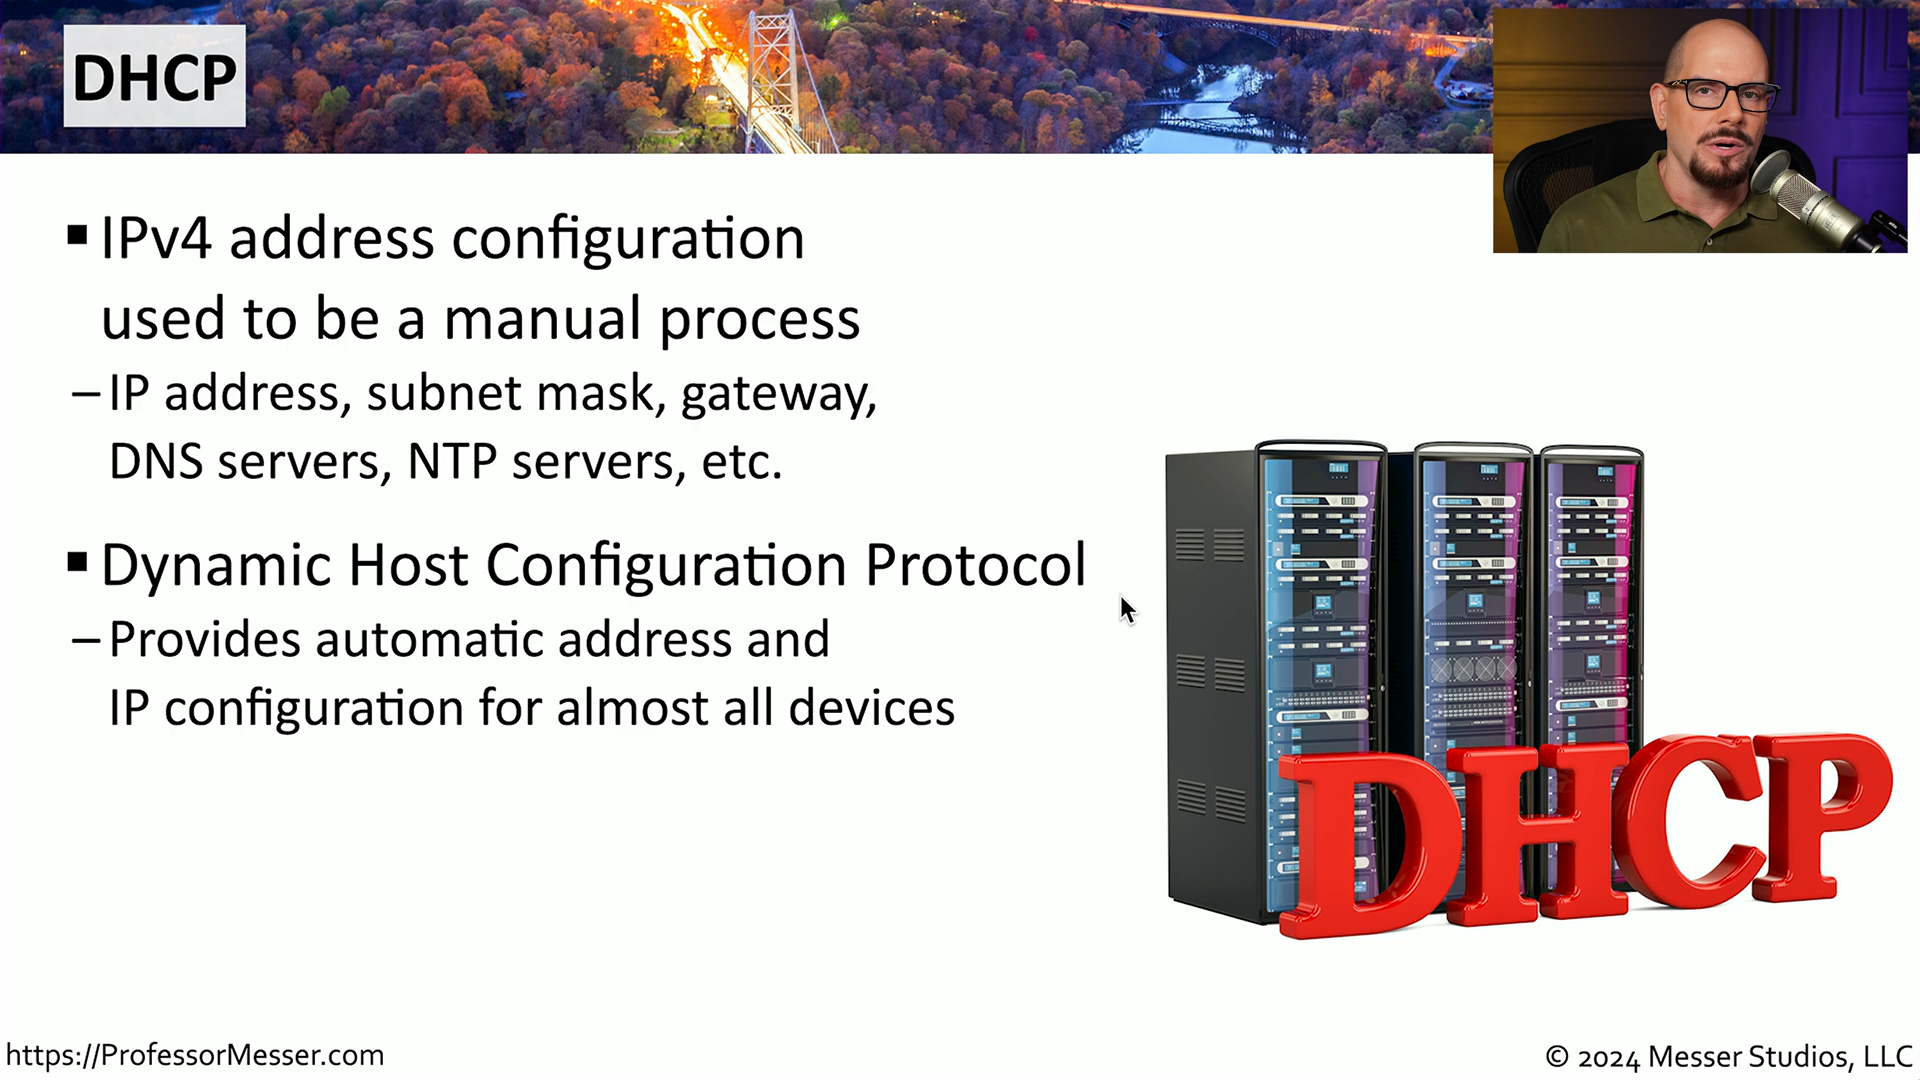 DHCP
▪ IPv4 address configuration
used to be a manual process
– IP address, subnet mask, gateway,
DNS servers, NTP servers, etc.
▪ Dynamic Host Configuration Protocol
– Provides automatic address and
IP configuration for almost all devices
DHCP
https://ProfessorMesser.com
© 2024 Messer Studios, LLC